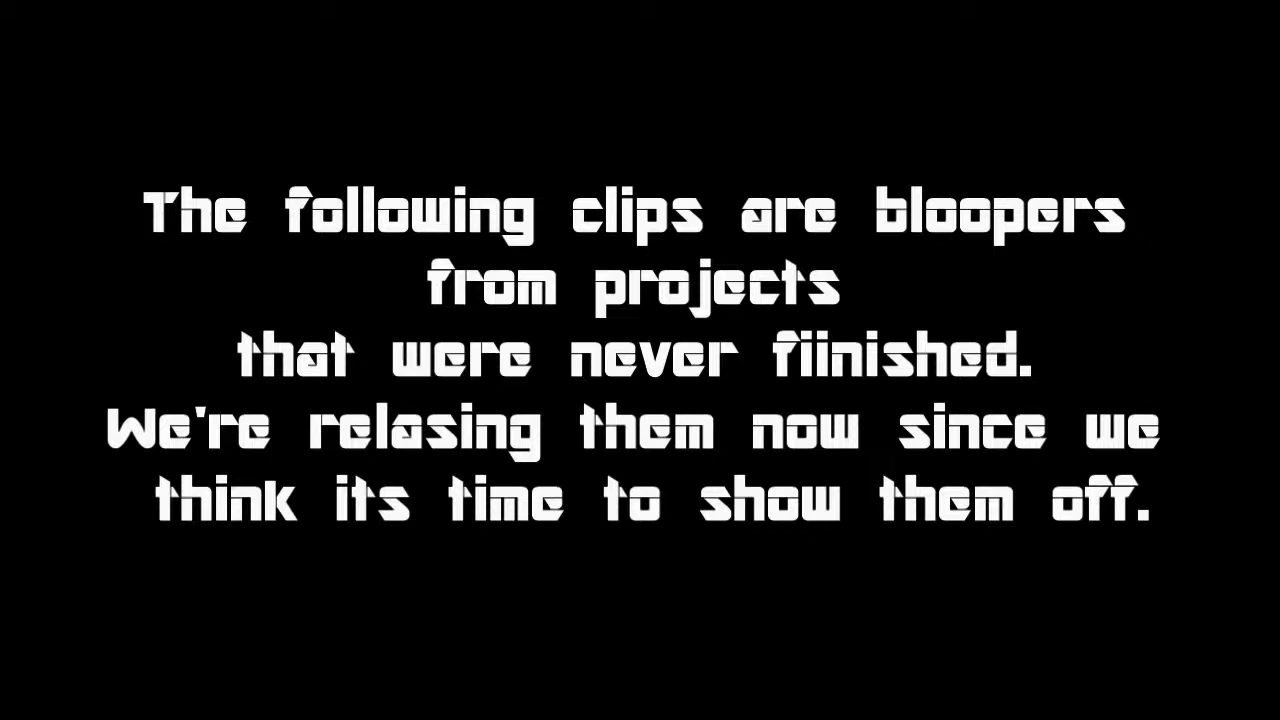 The following clips are bloopers
from projects
that were never fiinished.
We're relasing them now since we
think its time to show them off.